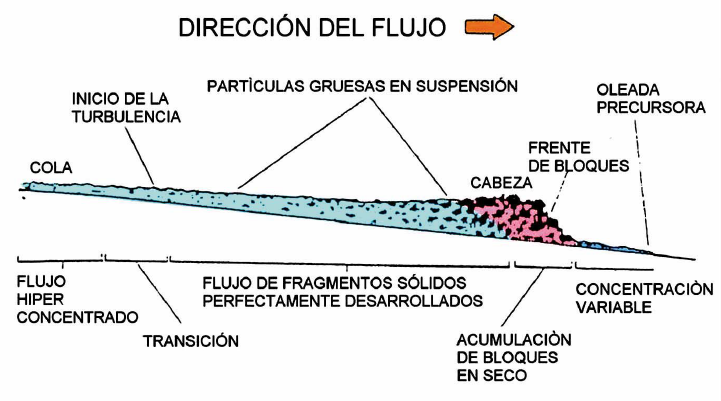 DIRECCIÓN DEL FLUJO
PARTÌCULAS GRUESAS EN SUSPENSIÓN
OLEADA
PRECURSORA
INICIO DE LA
TURBULENCIA
FRENTE
DE BLOQUES
COLA
CABEZA
FLUJO
HIPER
CONCENTRADO
TRANSICIÓN
FLUJO DE FRAGMENTOS SÓLIDOS
PERFECTAMENTE DESARROLLADOS
ACUMULACIÒN
DE BLOQUES
EN SECO
CONCENTRACIÒN
VARIABLE